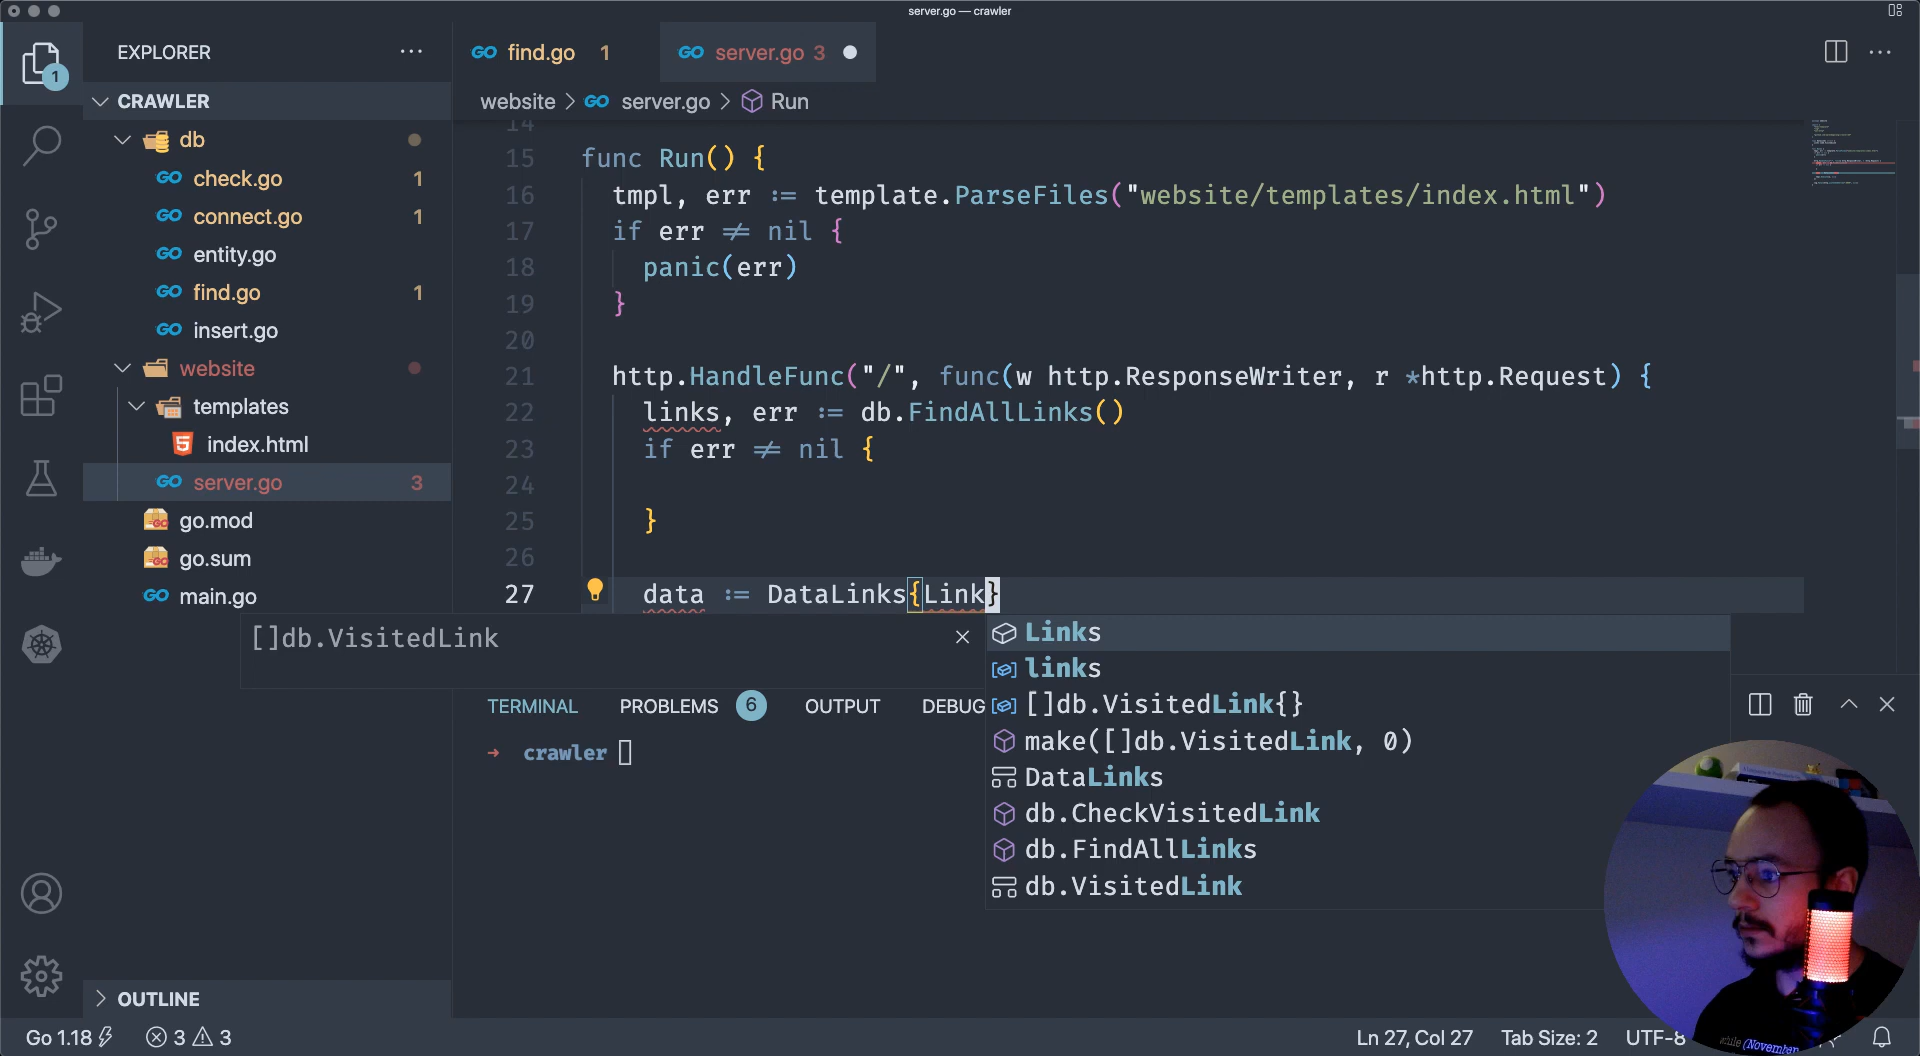 server.go — crawler
EXPLORER
find.go 1
server.go 3
1
CRAWLER
website > server.go > Run
db
check.go 1
connect.go 1
entity.go
find.go 1
insert.go
website
templates
index.html
server.go 3
go.mod
go.sum
main.go
14
15 func Run() {
16 tmpl, err := template.ParseFiles("website/templates/index.html")
17 if err ≠ nil {
18 panic(err)
19 }
20
21 http.HandleFunc("/", func(w http.ResponseWriter, r *http.Request) {
22 links, err := db.FindAllLinks()
23 if err ≠ nil {
24
25 }
26
27 data := DataLinks{Link}
[]db.VisitedLink
Links
links
[]db.VisitedLink{}
make([]db.VisitedLink, 0)
DataLinks
db.CheckVisitedLink
db.FindAllLinks
db.VisitedLink
TERMINAL PROBLEMS 6 OUTPUT DEBUG
→ crawler
OUTLINE
Go 1.18 3 3
Ln 27, Col 27 Tab Size: 2 UTF-8
while (November